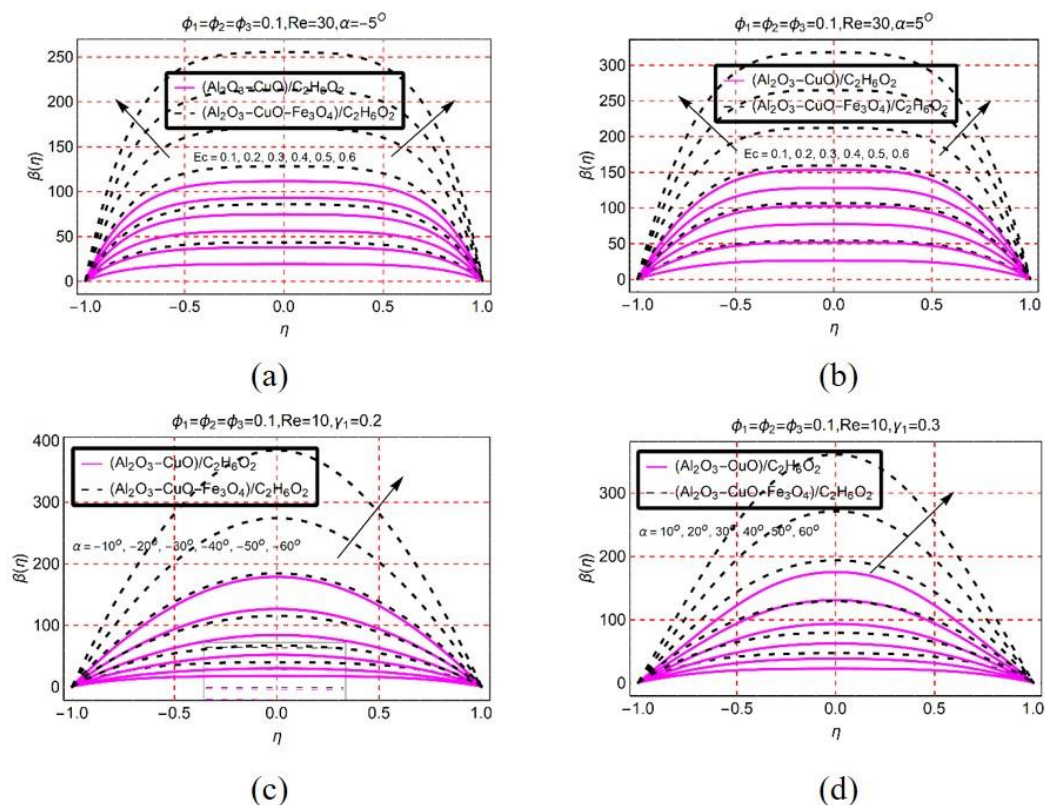 ϕ₁=ϕ₂=ϕ₃=0.1,Re=30,α=−5°
β(η)
250
200
150
100
50
0
(Al₂O₃−CuO)/C₂H₆O₂
(Al₂O₃−CuO−Fe₃O₄)/C₂H₆O₂
Ec = 0.1, 0.2, 0.3, 0.4, 0.5, 0.6
−1.0 −0.5 0.0 0.5 1.0
η
(a)
ϕ₁=ϕ₂=ϕ₃=0.1,Re=30,α=5°
β(η)
300
250
200
150
100
50
0
(Al₂O₃−CuO)/C₂H₆O₂
(Al₂O₃−CuO−Fe₃O₄)/C₂H₆O₂
Ec = 0.1, 0.2, 0.3, 0.4, 0.5, 0.6
−1.0 −0.5 0.0 0.5 1.0
η
(b)
ϕ₁=ϕ₂=ϕ₃=0.1,Re=10,γ₁=0.2
β(η)
400
300
200
100
0
(Al₂O₃−CuO)/C₂H₆O₂
(Al₂O₃−CuO−Fe₃O₄)/C₂H₆O₂
α = −10°, −20°, −30°, −40°, −50°, −60°
−1.0 −0.5 0.0 0.5 1.0
η
(c)
ϕ₁=ϕ₂=ϕ₃=0.1,Re=10,γ₁=0.3
β(η)
300
200
100
0
(Al₂O₃−CuO)/C₂H₆O₂
(Al₂O₃−CuO−Fe₃O₄)/C₂H₆O₂
α = 10°, 20°, 30°, 40°, 50°, 60°
−1.0 −0.5 0.0 0.5 1.0
η
(d)